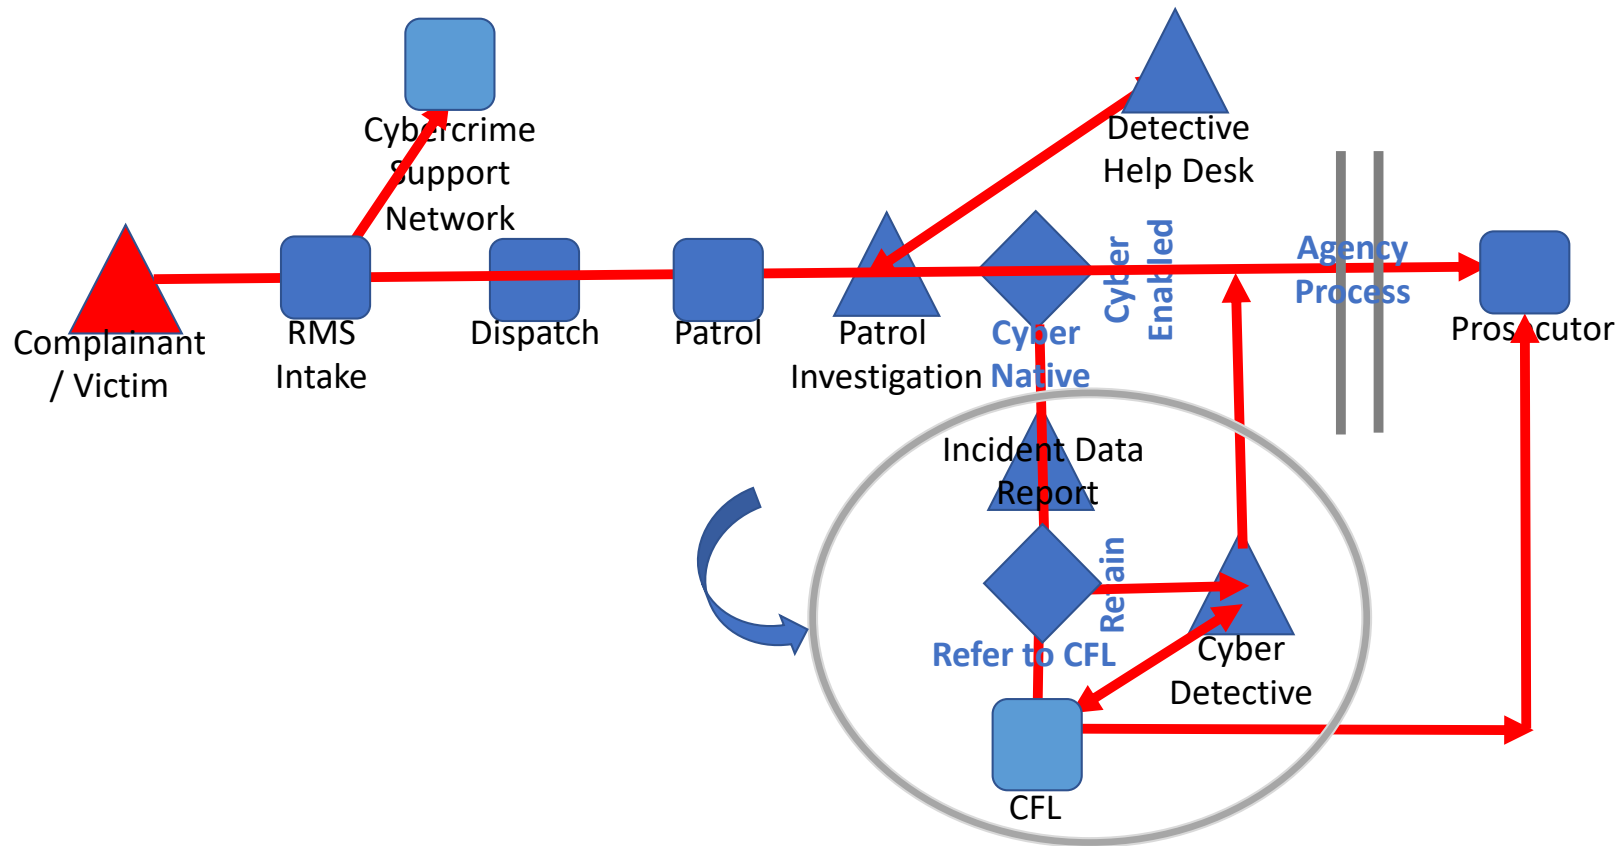 Cybercrime
Support
Network
Detective
Help Desk
Complainant
/ Victim
RMS
Intake
Dispatch
Patrol
Patrol
Investigation
Cyber
Native
Cyber
Enabled
Agency
Process
Prosecutor
Incident Data
Report
Retain
Refer to CFL
Cyber
Detective
CFL